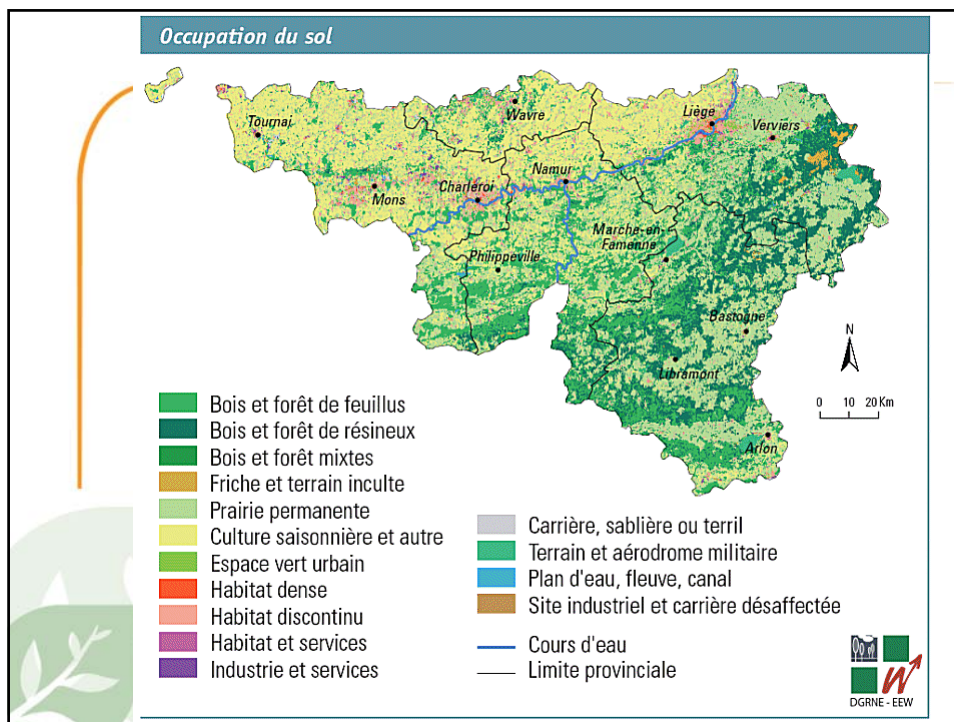 Occupation du sol
Tournai
Wavre
Liège
Verviers
Mons
Charleroi
Namur
Marche-en-
Famenne
Philippeville
Bastogne
Libramont
Arlon
N
0 10 20 Km
Bois et forêt de feuillus
Bois et forêt de résineux
Bois et forêt mixtes
Friche et terrain inculte
Prairie permanente
Culture saisonnière et autre
Espace vert urbain
Habitat dense
Habitat discontinu
Habitat et services
Industrie et services
Carrière, sablière ou terril
Terrain et aérodrome militaire
Plan d'eau, fleuve, canal
Site industriel et carrière désaffectée
Cours d'eau
Limite provinciale
DGRNE - EEW